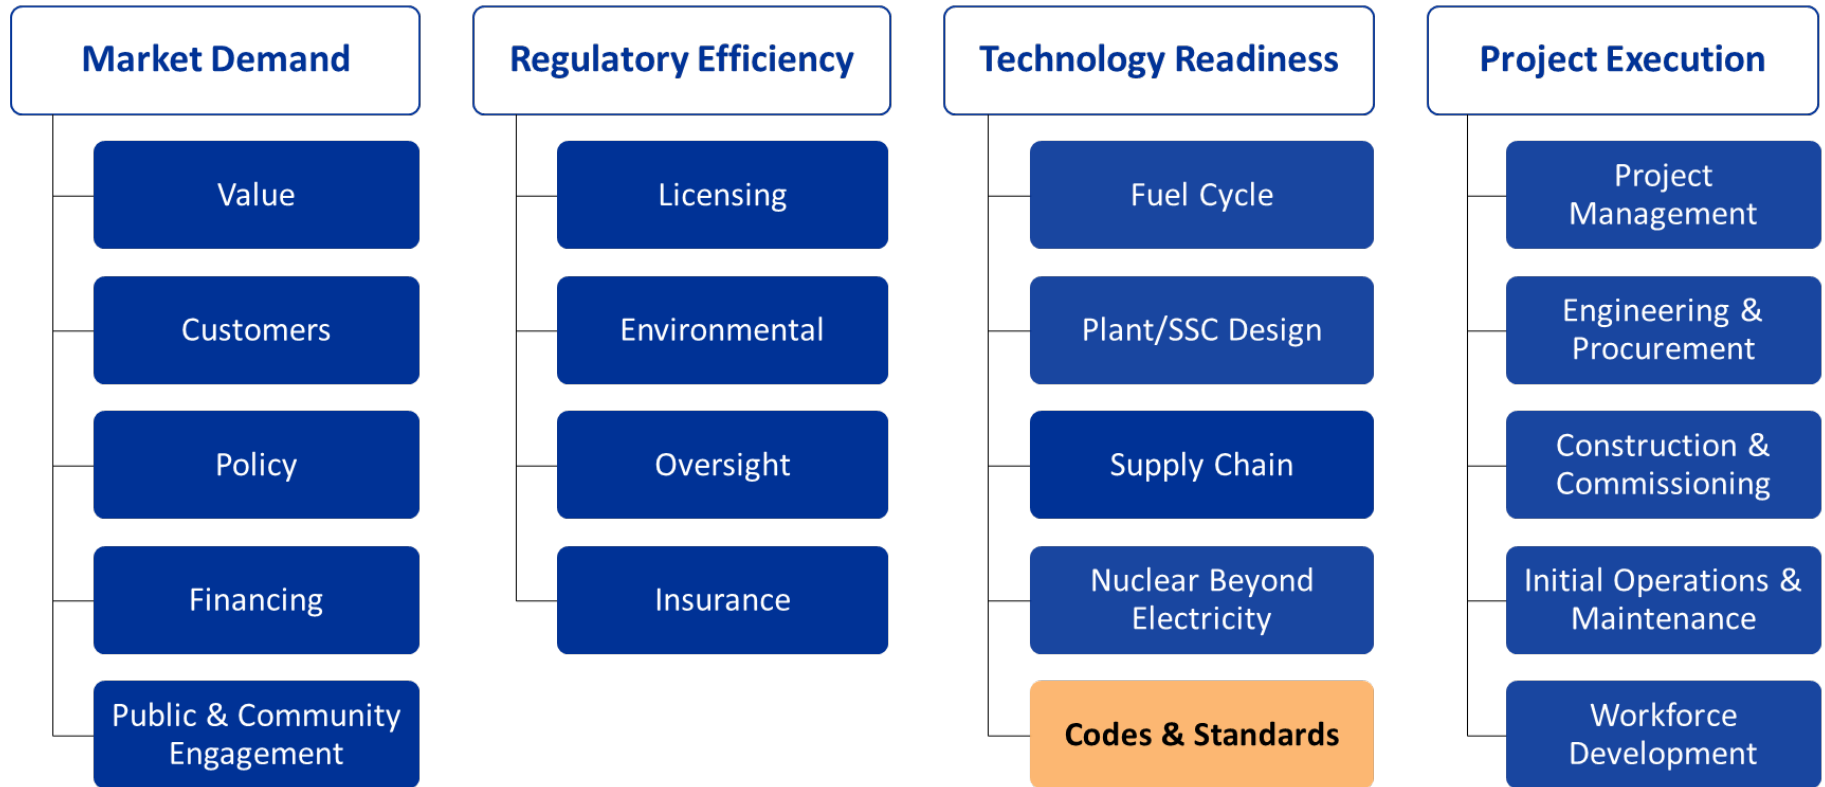 Market Demand
Value
Customers
Policy
Financing
Public & Community
Engagement
Regulatory Efficiency
Licensing
Environmental
Oversight
Insurance
Technology Readiness
Fuel Cycle
Plant/SSC Design
Supply Chain
Nuclear Beyond
Electricity
Codes & Standards
Project Execution
Project
Management
Engineering &
Procurement
Construction &
Commissioning
Initial Operations &
Maintenance
Workforce
Development